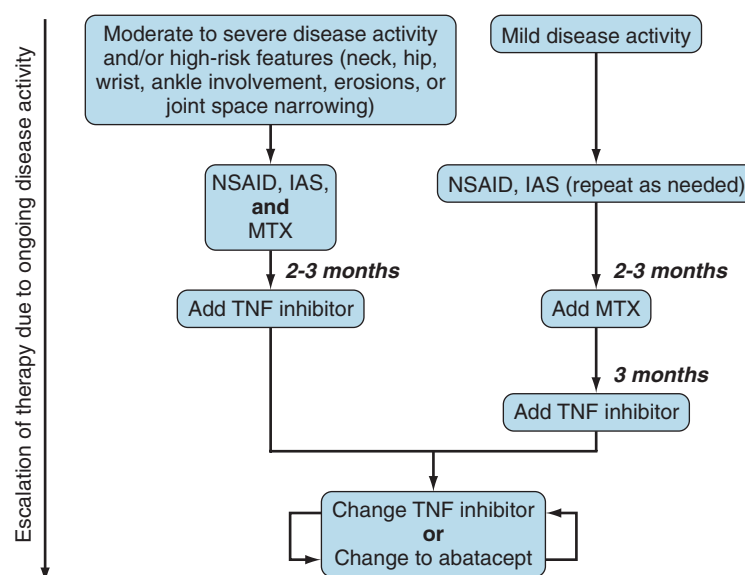 Moderate to severe disease activity
and/or high-risk features (neck, hip,
wrist, ankle involvement, erosions, or
joint space narrowing)
Mild disease activity
NSAID, IAS,
and
MTX
NSAID, IAS (repeat as needed)
2-3 months
2-3 months
Add TNF inhibitor
Add MTX
3 months
Add TNF inhibitor
Change TNF inhibitor
or
Change to abatacept
Escalation of therapy due to ongoing disease activity